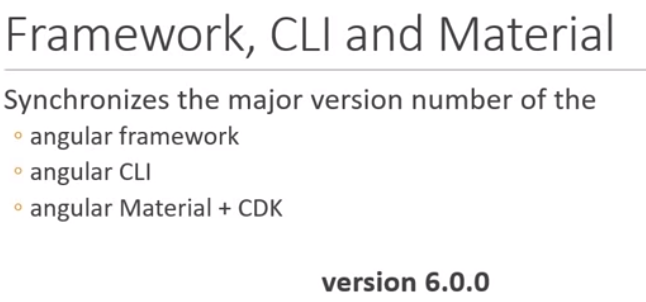 Framework, CLI and Material
Synchronizes the major version number of the
angular framework
angular CLI
angular Material + CDK
version 6.0.0